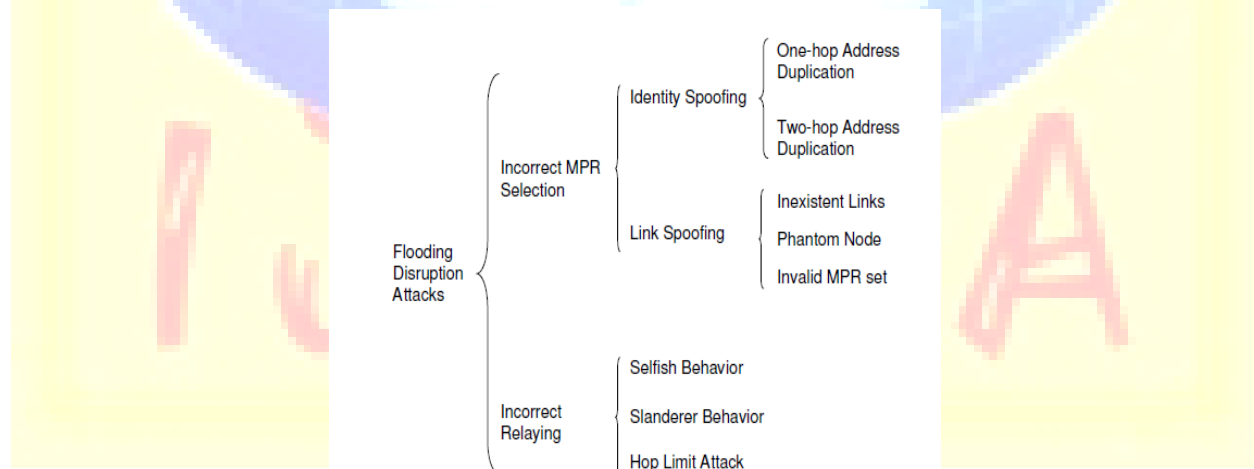 One-hop Address
Duplication
Identity Spoofing
Two-hop Address
Duplication
Incorrect MPR
Selection
Inexistent Links
Link Spoofing
Phantom Node
Invalid MPR set
Flooding
Disruption
Attacks
Selfish Behavior
Incorrect
Relaying
Slanderer Behavior
Hop Limit Attack